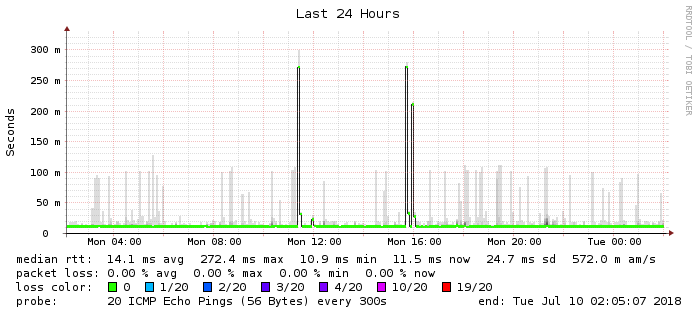 Last 24 Hours
RRDTOOL / TOBI OETIKER
Seconds
300 m
250 m
200 m
150 m
100 m
50 m
0
Mon 04:00 Mon 08:00 Mon 12:00 Mon 16:00 Mon 20:00 Tue 00:00
median rtt: 14.1 ms avg 272.4 ms max 10.9 ms min 11.5 ms now 24.7 ms sd 572.0 m am/s
packet loss: 0.00 % avg 0.00 % max 0.00 % min 0.00 % now
loss color: 0 1/20 2/20 3/20 4/20 10/20 19/20
probe: 20 ICMP Echo Pings (56 Bytes) every 300s end: Tue Jul 10 02:05:07 2018